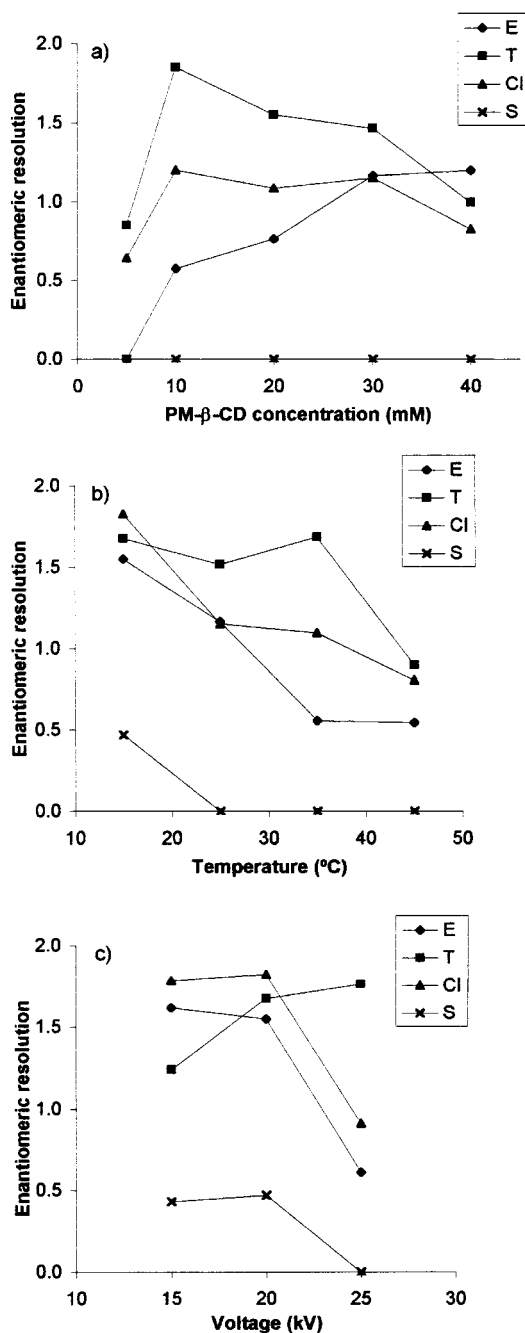 a)
E
T
Cl
S
2.0
1.5
1.0
0.5
0.0
Enantiomeric resolution
0 10 20 30 40
PM-β-CD concentration (mM)
b)
E
T
Cl
S
2.0
1.5
1.0
0.5
0.0
Enantiomeric resolution
10 20 30 40 50
Temperature (ºC)
c)
E
T
Cl
S
2.0
1.5
1.0
0.5
0.0
Enantiomeric resolution
10 15 20 25 30
Voltage (kV)